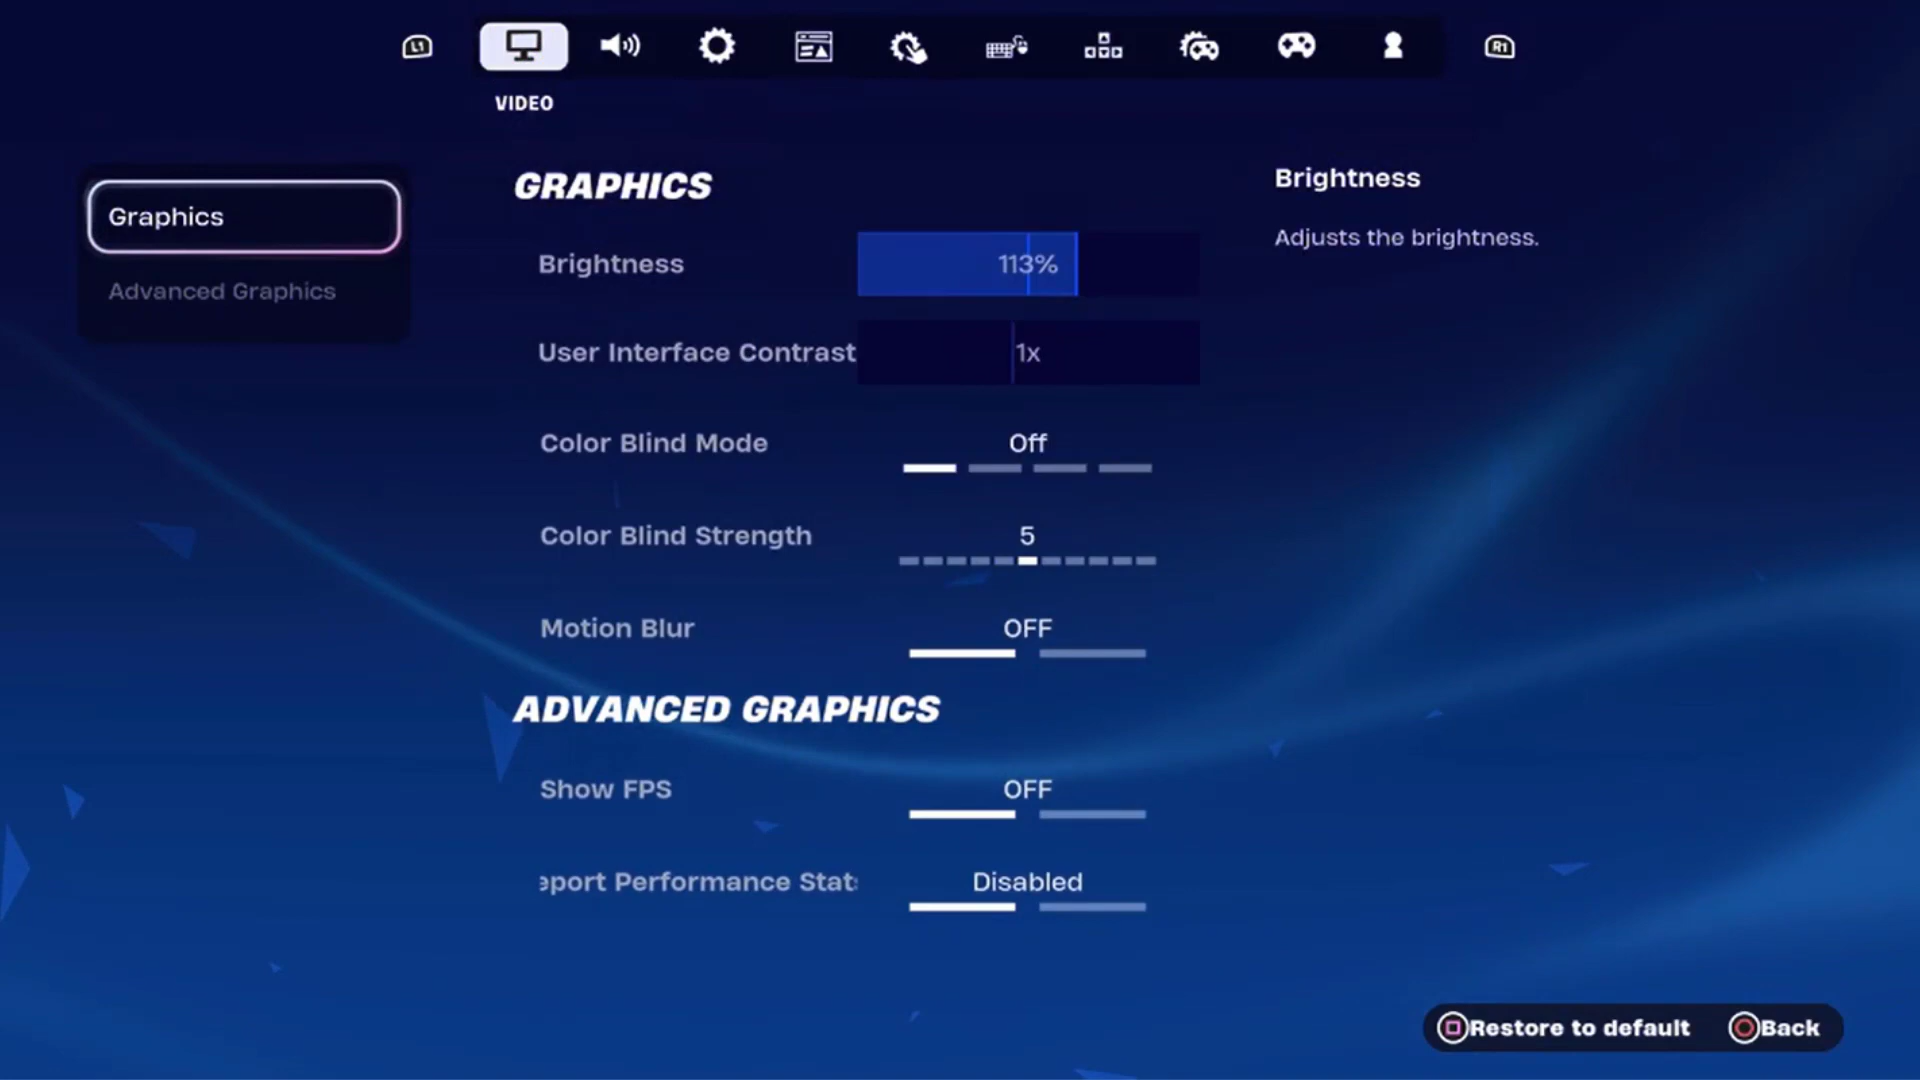 L1
R1
VIDEO
Graphics
Advanced Graphics
GRAPHICS
Brightness
113%
User Interface Contrast
1x
Color Blind Mode
Off
Color Blind Strength
5
Motion Blur
OFF
ADVANCED GRAPHICS
Show FPS
OFF
eport Performance Stat
Disabled
Brightness
Adjusts the brightness.
Restore to default
Back